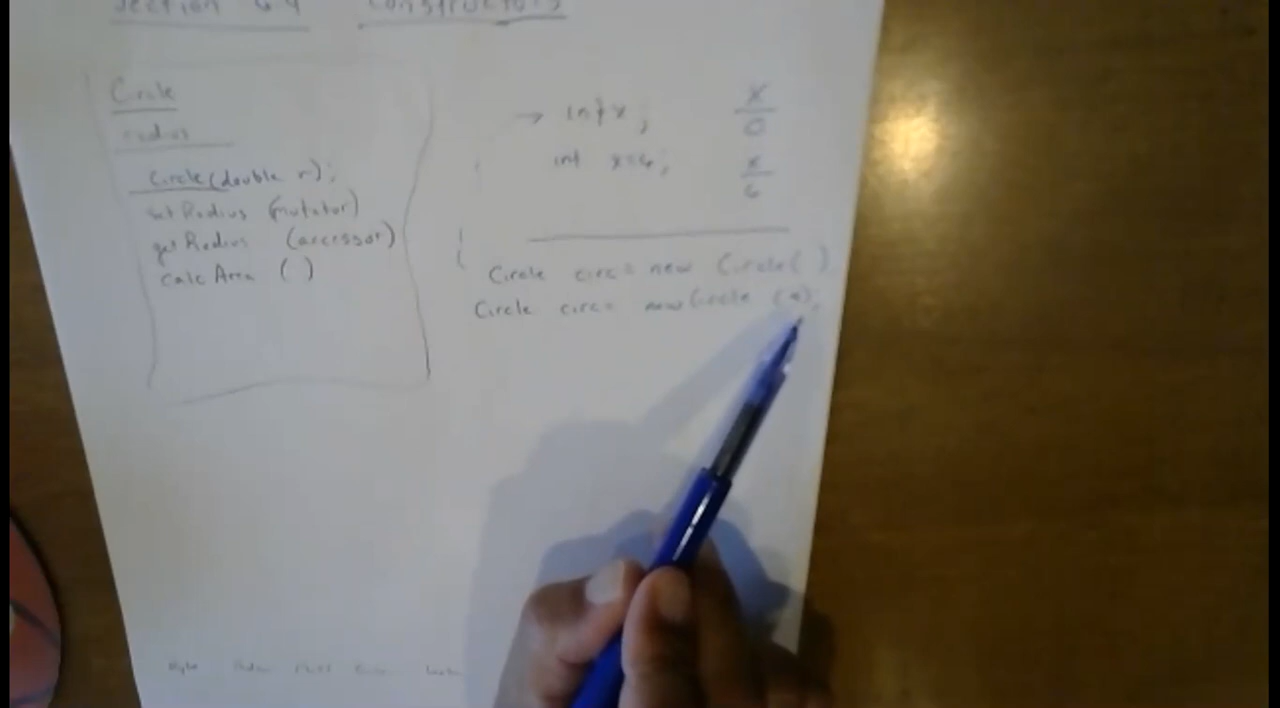 Section 6.4 Constructors
Circle
radius
Circle(double r);
setRadius (mutator)
getRadius (accessor)
calcArea ( )
→ int x;
x
0
int x=6;
x
6
Circle circ = new Circle( )
Circle circ= new Circle (9);